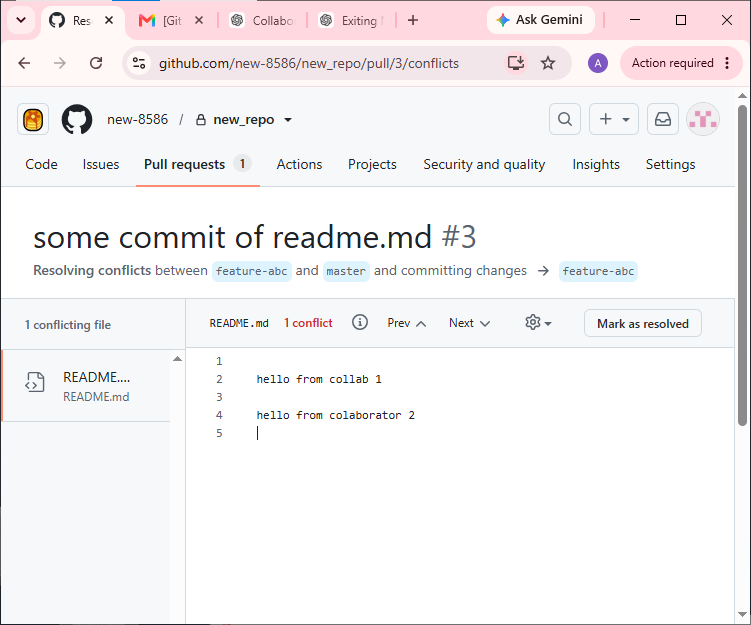 Res
[Git
Collabo
Exiting
Ask Gemini
github.com/new-8586/new_repo/pull/3/conflicts
A
Action required
new-8586 / new_repo
Code Issues Pull requests 1 Actions Projects Security and quality Insights Settings
some commit of readme.md #3
Resolving conflicts between feature-abc and master and committing changes → feature-abc
1 conflicting file
README.md 1 conflict Prev Next Mark as resolved
README....
README.md
1
2 hello from collab 1
3
4 hello from colaborator 2
5